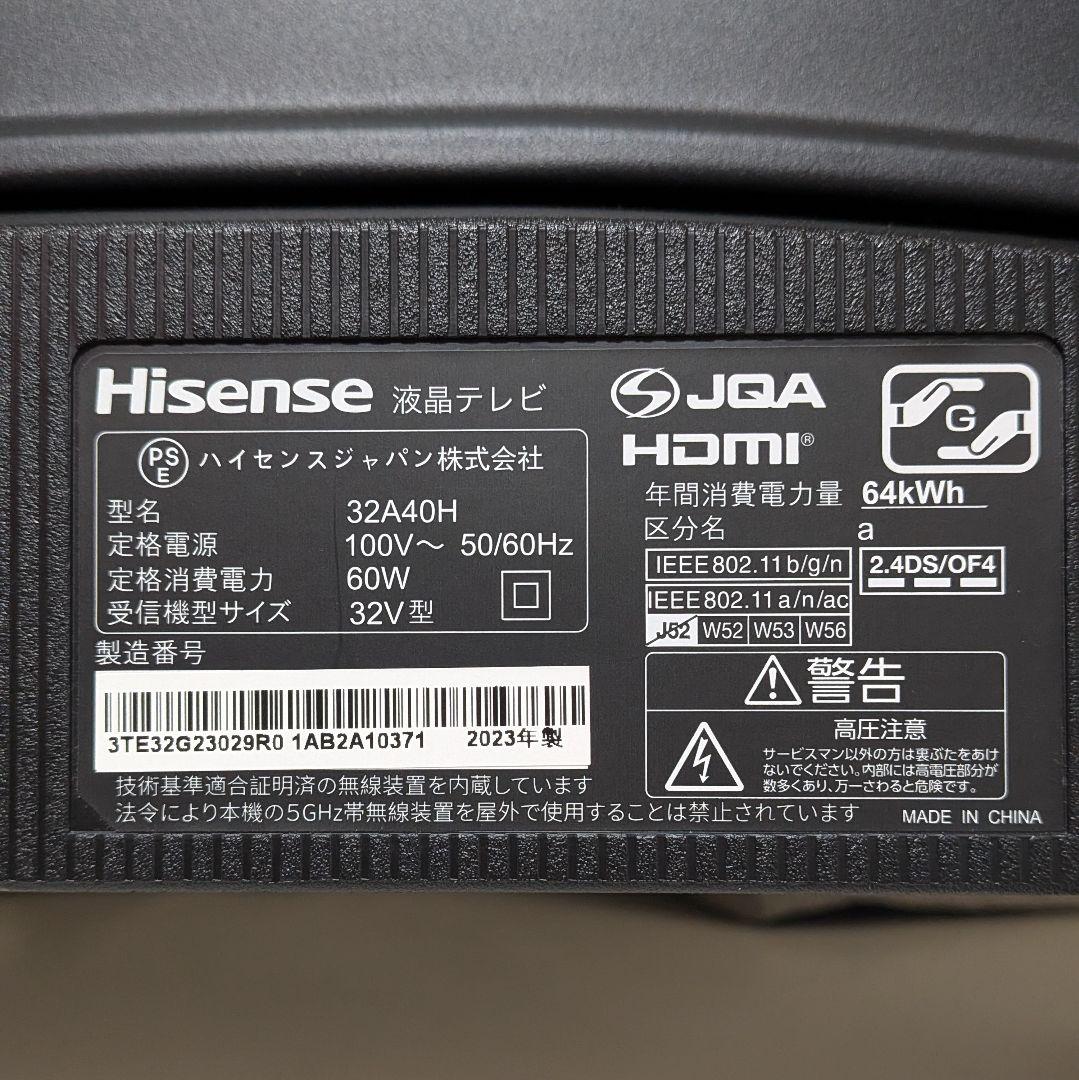 Hisense 液晶テレビ
PS
E
ハイセンスジャパン株式会社
型名 32A40H
定格電源 100V～ 50/60Hz
定格消費電力 60W
受信機型サイズ 32V型
製造番号
3TE32G23029R0 1AB2A10371 2023年製
技術基準適合証明済の無線装置を内蔵しています
法令により本機の5GHz帯無線装置を屋外で使用することは禁止されています
JQA
HDMI®
G
年間消費電力量 64kWh
区分名 a
IEEE802.11b/g/n
2.4DS/OF4
IEEE802.11a/n/ac
J52 W52 W53 W56
警告
高圧注意
サービスマン以外の方は裏ぶたをあけ
ないでください。内部には高電圧部分が
数多くあり、万一さわると危険です。
MADE IN CHINA